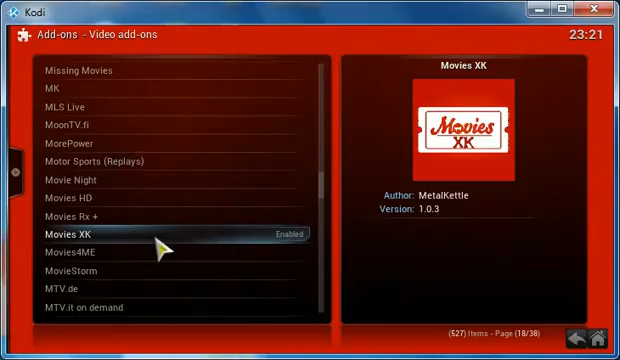 Kodi
Add-ons - Video add-ons
23:21
Missing Movies
MK
MLS Live
MoonTV.fi
MorePower
Motor Sports (Replays)
Movie Night
Movies HD
Movies Rx +
Movies XK
Enabled
Movies4ME
MovieStorm
MTV.de
MTV.it on demand
Movies XK
Movies
XK
Author: MetalKettle
Version: 1.0.3
(527) Items - Page (18/38)